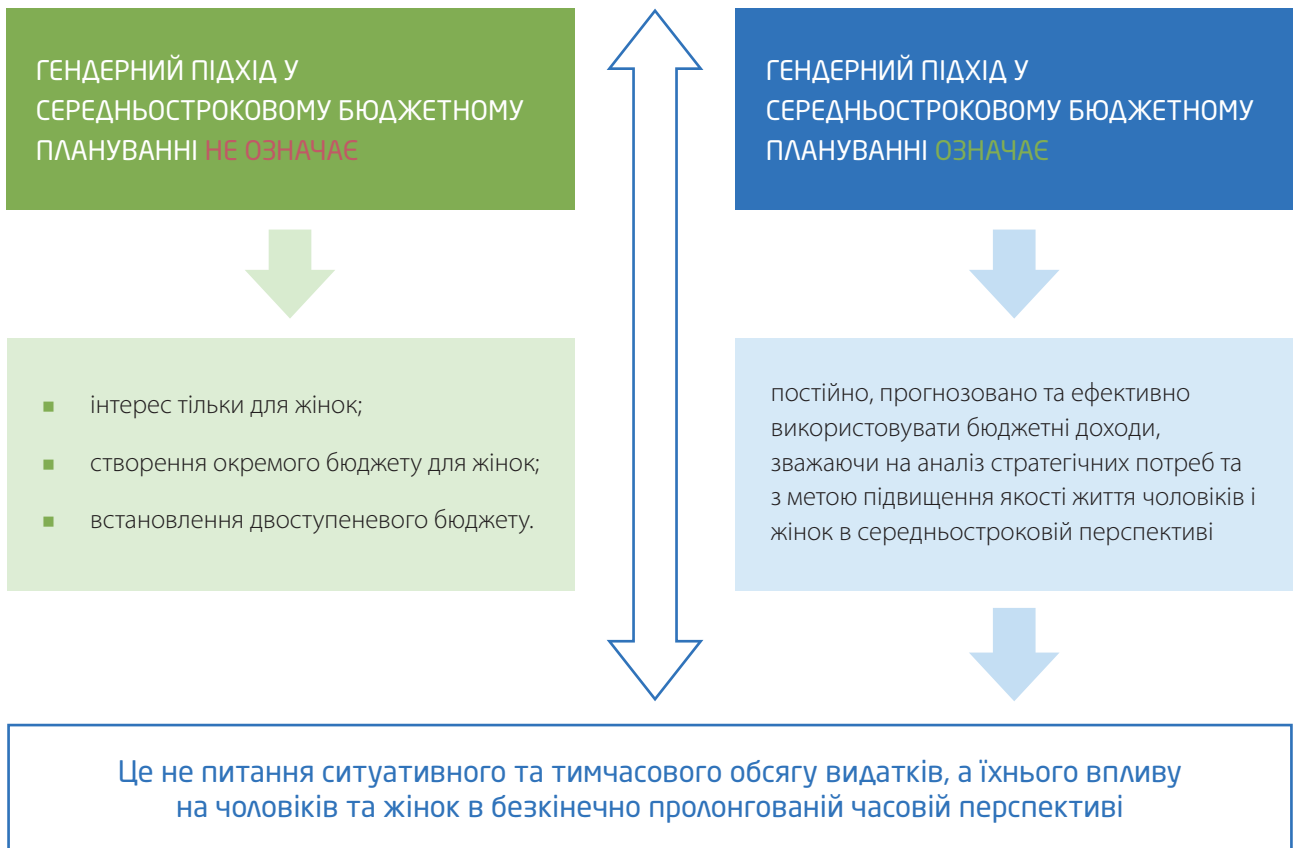 ГЕНДЕРНИЙ ПІДХІД У
СЕРЕДНЬОСТРОКОВОМУ БЮДЖЕТНОМУ
ПЛАНУВАННІ НЕ ОЗНАЧАЄ
інтерес тільки для жінок;
створення окремого бюджету для жінок;
встановлення двоступеневого бюджету.
ГЕНДЕРНИЙ ПІДХІД У
СЕРЕДНЬОСТРОКОВОМУ БЮДЖЕТНОМУ
ПЛАНУВАННІ ОЗНАЧАЄ
постійно, прогнозовано та ефективно
використовувати бюджетні доходи,
зважаючи на аналіз стратегічних потреб та
з метою підвищення якості життя чоловіків і
жінок в середньостроковій перспективі
Це не питання ситуативного та тимчасового обсягу видатків, а їхнього впливу
на чоловіків та жінок в безкінечно пролонгованій часовій перспективі